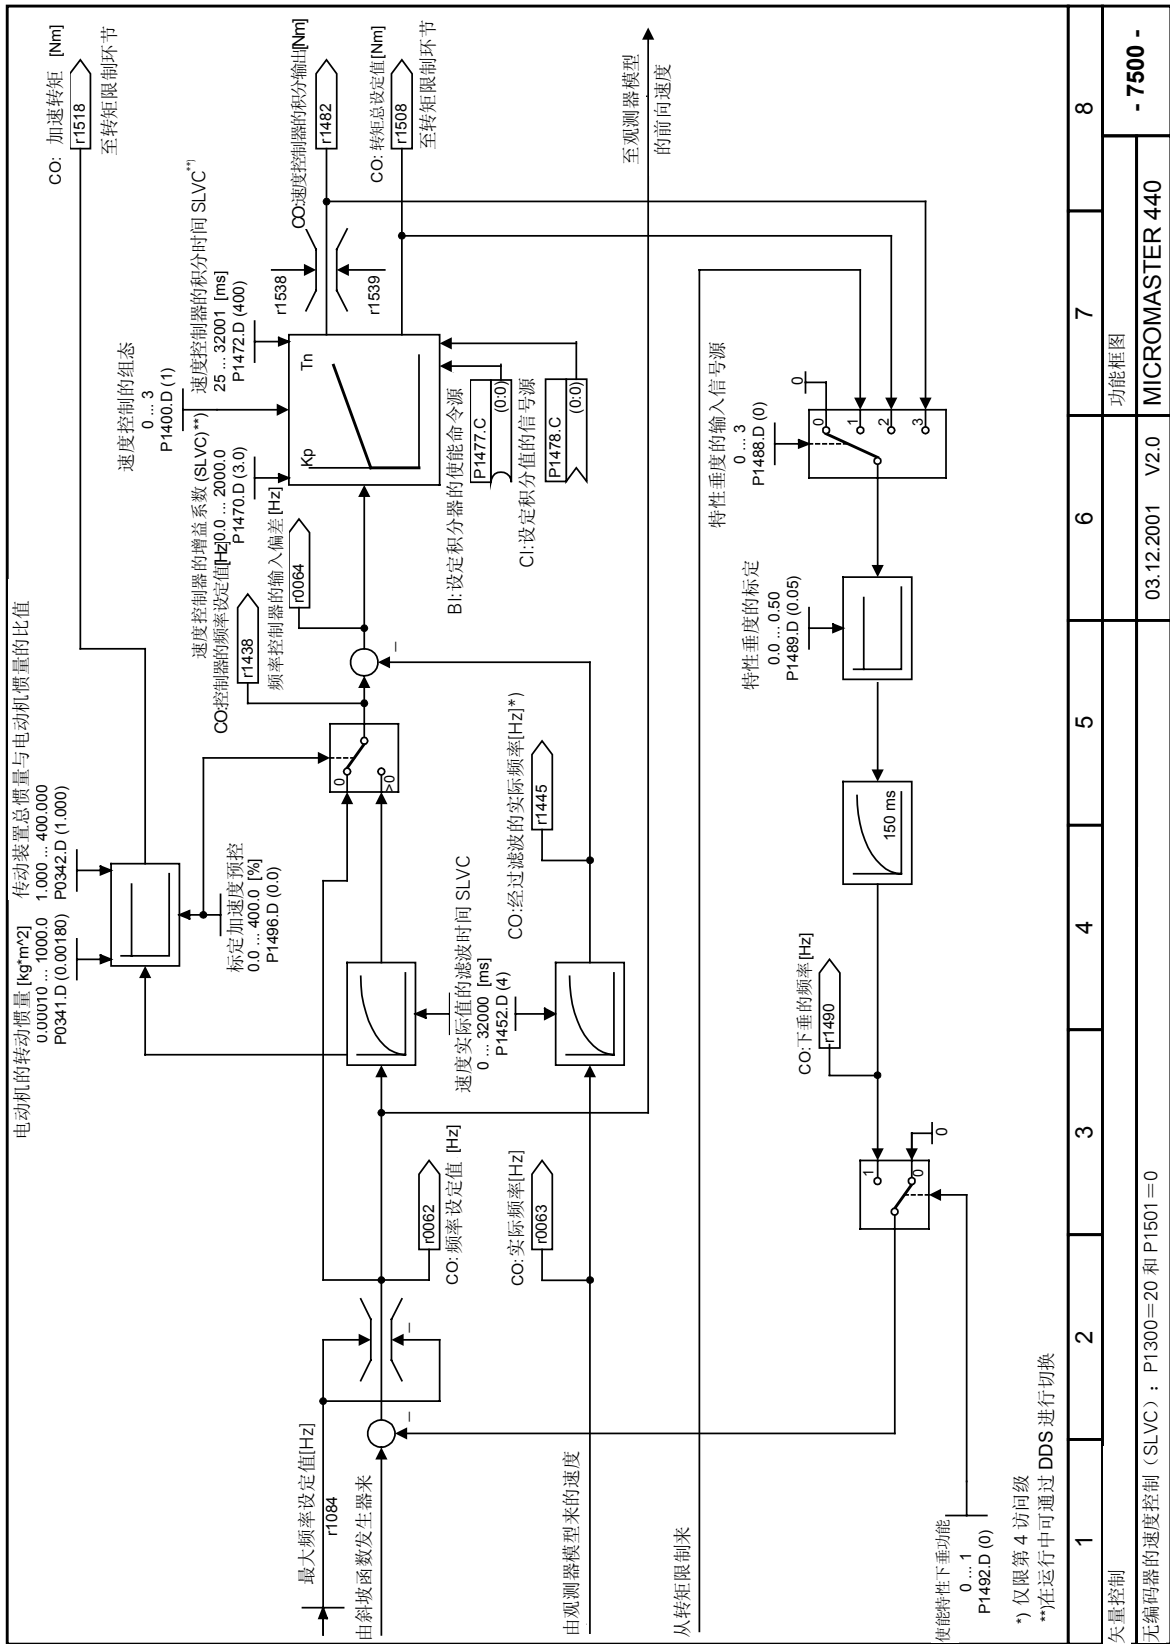 电动机的转动惯量 [kg*m^2]
0.00010 ... 1000.0
P0341.D (0.00180)
传动装置总惯量与电动机惯量的比值
1.000 ... 400.000
P0342.D (1.000)
CO: 加速转矩 [Nm]
r1518
至转矩限制环节
标定加速度预控
0.0 ... 400.0 [%]
P1496.D (0.0)
速度控制的组态
0 ... 3
P1400.D (1)
速度控制器的增益系数 (SLVC)**)
0.0 ... 2000.0
P1470.D (3.0)
速度控制器的积分时间 SLVC**)
25 ... 32001 [ms]
P1472.D (400)
CO:控制器的频率设定值[Hz]
r1438
频率控制器的输入偏差[Hz]
r0064
Kp
Tn
r1538
r1539
CO:速度控制器的积分输出[Nm]
r1482
CO: 转矩总设定值[Nm]
r1508
至转矩限制环节
最大频率设定值[Hz]
r1084
由斜坡函数发生器来
–
–
r0062
CO: 频率设定值 [Hz]
0
>0
–
速度实际值的滤波时间 SLVC
0 ... 32000 [ms]
P1452.D (4)
CO:经过滤波的实际频率[Hz]*)
r1445
BI:设定积分器的使能命令源
P1477.C
(0:0)
CI:设定积分值的信号源
P1478.C
(0:0)
由观测器模型来的速度
CO: 实际频率[Hz]
r0063
至观测器模型
的前向速度
从转矩限制来
特性垂度的输入信号源
0 ... 3
P1488.D (0)
0
0
1
2
3
特性垂度的标定
0.0 ... 0.50
P1489.D (0.05)
150 ms
CO:下垂的频率[Hz]
r1490
1
0
0
使能特性下垂功能
0 ... 1
P1492.D (0)
*) 仅限第 4 访问级
**)在运行中可通过 DDS 进行切换
1 2 3 4 5 6 7 8
矢量控制
无编码器的速度控制（SLVC）：P1300=20 和 P1501=0
03.12.2001 V2.0
功能框图
MICROMASTER 440
- 7500 -